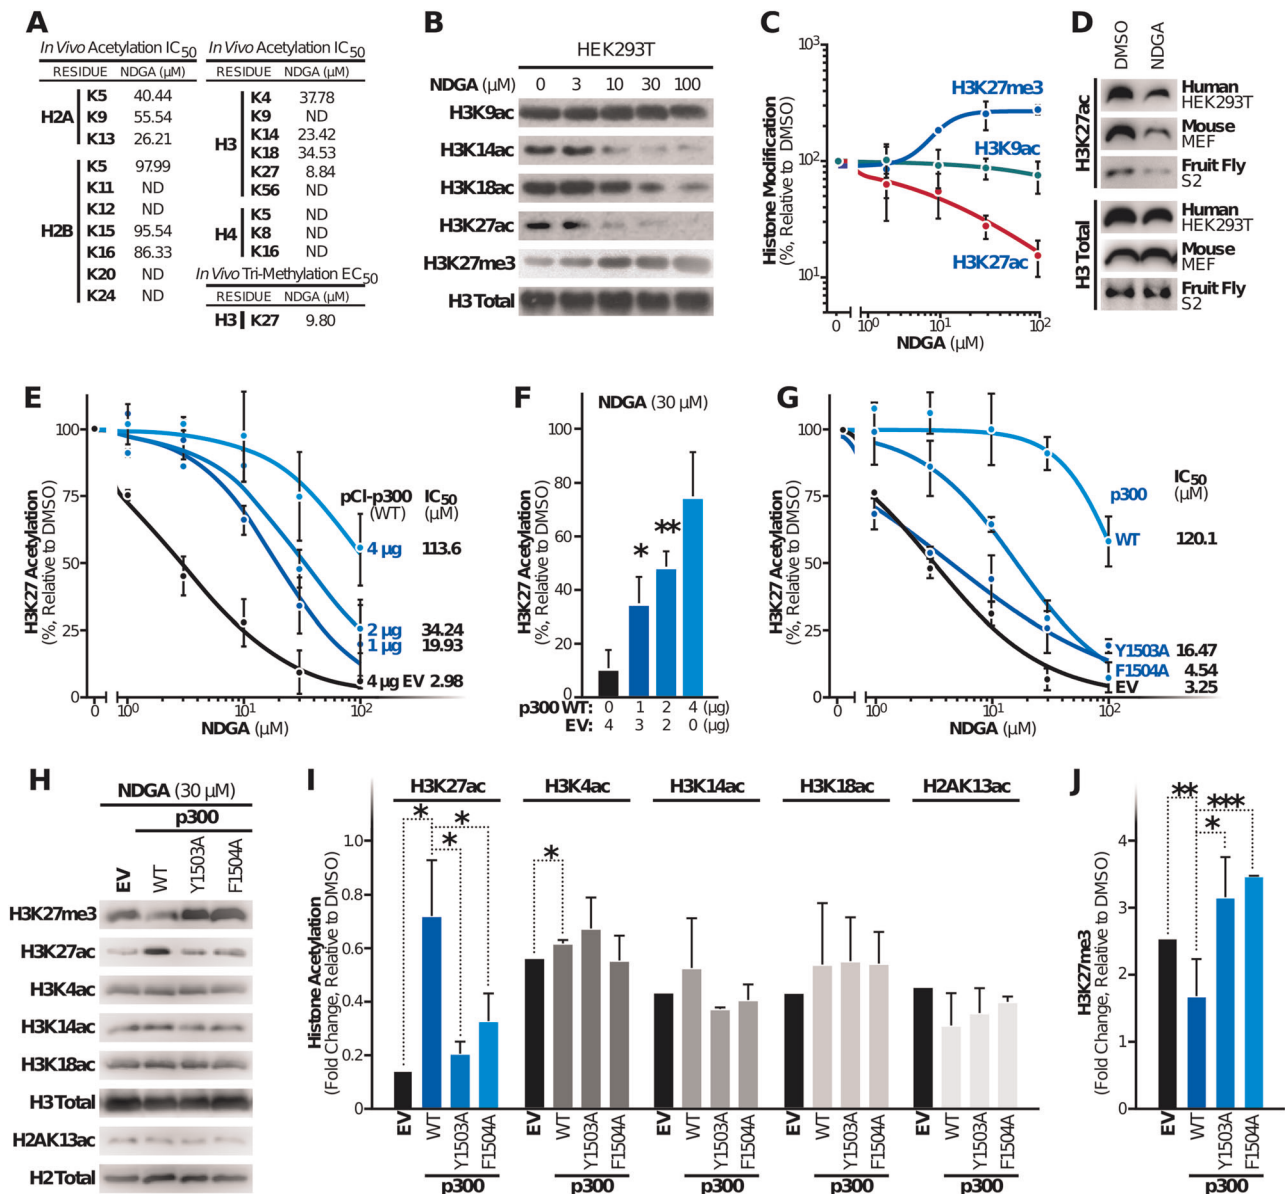 A
In Vivo Acetylation IC50
RESIDUE NDGA (µM)
H2A
K5 40.44
K9 55.54
K13 26.21
H2B
K5 97.99
K11 ND
K12 ND
K15 95.54
K16 86.33
K20 ND
K24 ND
In Vivo Acetylation IC50
RESIDUE NDGA (µM)
H3
K4 37.78
K9 ND
K14 23.42
K18 34.53
K27 8.84
K56 ND
H4
K5 ND
K8 ND
K16 ND
In Vivo Tri-Methylation EC50
RESIDUE NDGA (µM)
H3 K27 9.80
B
HEK293T
NDGA (µM) 0 3 10 30 100
H3K9ac
H3K14ac
H3K18ac
H3K27ac
H3K27me3
H3 Total
C
Histone Modification
(%, Relative to DMSO)
103
102
101
H3K27me3
H3K9ac
H3K27ac
0 100 101 102
NDGA (µM)
D
DMSO NDGA
H3K27ac
Human
HEK293T
Mouse
MEF
Fruit Fly
S2
H3 Total
Human
HEK293T
Mouse
MEF
Fruit Fly
S2
E
H3K27 Acetylation
(%, Relative to DMSO)
100
75
50
25
0
pCI-p300 IC50
(WT) (µM)
4 µg 113.6
2 µg 34.24
1 µg 19.93
4 µg EV 2.98
0 100 101 102
NDGA (µM)
F
NDGA (30 µM)
H3K27 Acetylation
(%, Relative to DMSO)
100
80
60
40
20
0
* **
p300 WT: 0 1 2 4 (µg)
EV: 4 3 2 0 (µg)
G
H3K27 Acetylation
(%, Relative to DMSO)
100
75
50
25
0
IC50
p300 (µM)
WT 120.1
Y1503A 16.47
F1504A 4.54
EV 3.25
0 100 101 102
NDGA (µM)
H
NDGA (30 µM)
p300
EV WT Y1503A F1504A
H3K27me3
H3K27ac
H3K4ac
H3K14ac
H3K18ac
H3 Total
H2AK13ac
H2 Total
I
H3K27ac H3K4ac H3K14ac H3K18ac H2AK13ac
Histone Acetylation
(Fold Change, Relative to DMSO)
1.0
0.8
0.6
0.4
0.2
0
* * * *
EV WT Y1503A F1504A EV WT Y1503A F1504A EV WT Y1503A F1504A EV WT Y1503A F1504A EV WT Y1503A F1504A
p300 p300 p300 p300 p300
J
H3K27me3
(Fold Change, Relative to DMSO)
4
3
2
1
0
** *** *
EV WT Y1503A F1504A
p300